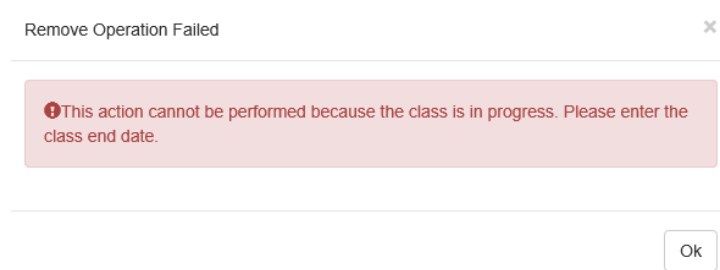 Remove Operation Failed
×
This action cannot be performed because the class is in progress. Please enter the
class end date.
Ok